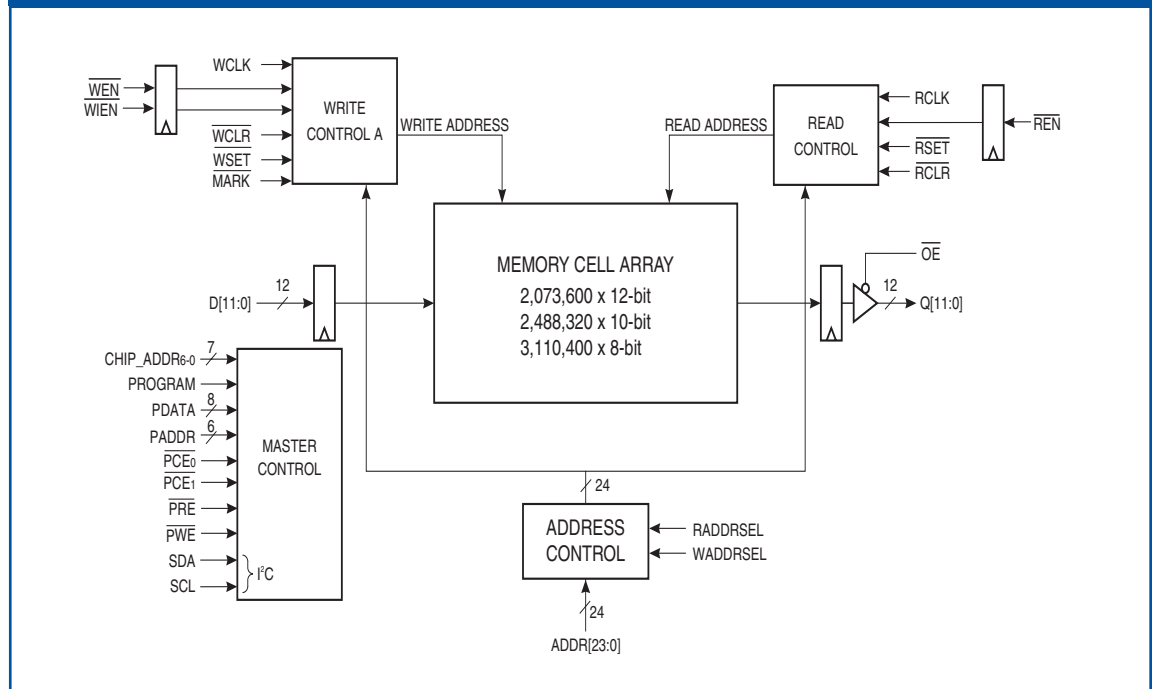 WCLK
WEN
WIEN
WRITE
CONTROL A
WCLR
WSET
MARK
WRITE ADDRESS
READ ADDRESS
READ
CONTROL
RCLK
REN
RSET
RCLR
MEMORY CELL ARRAY
2,073,600 x 12-bit
2,488,320 x 10-bit
3,110,400 x 8-bit
D[11:0]
12
OE
12
Q[11:0]
CHIP_ADDR6-0
7
PROGRAM
PDATA
8
PADDR
6
PCE0
PCE1
PRE
PWE
SDA
SCL
I²C
MASTER
CONTROL
24
ADDRESS
CONTROL
RADDRSEL
WADDRSEL
24
ADDR[23:0]